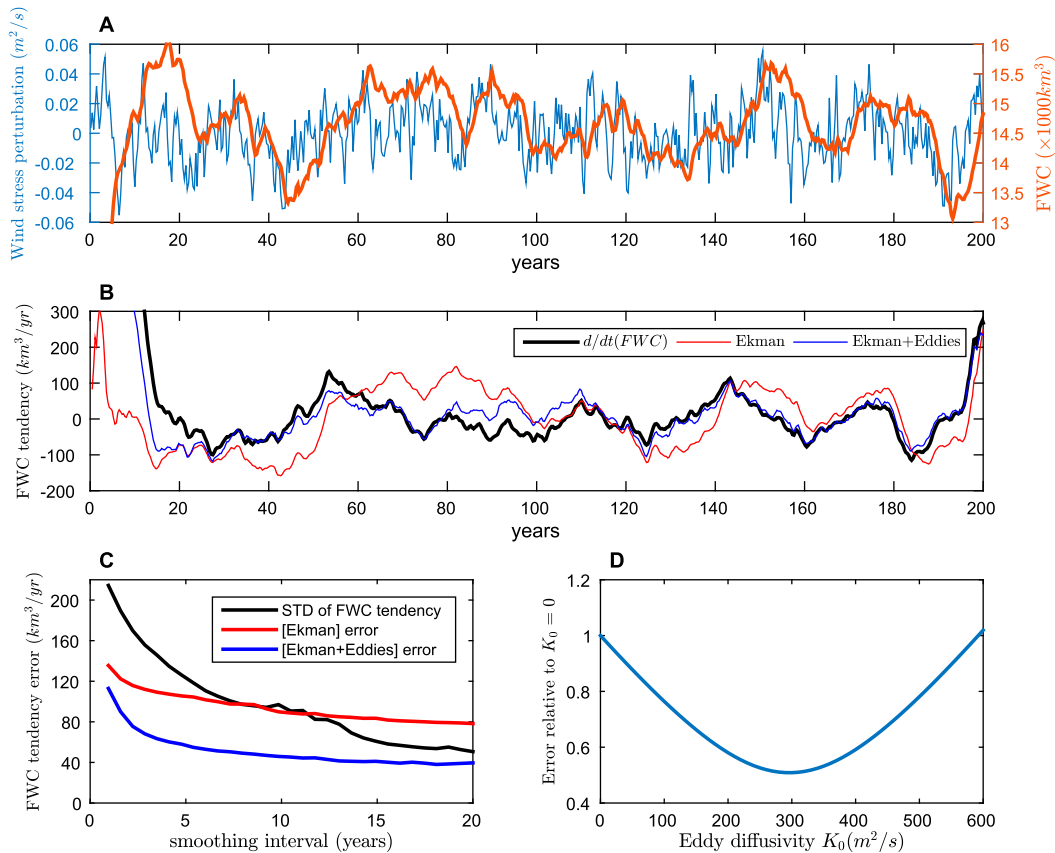 A
Wind stress perturbation (m²/s)
0.06
0.04
0.02
0
-0.02
-0.04
-0.06
16
15.5
15
14.5
14
13.5
13
FWC (×1000km³)
0 20 40 60 80 100 120 140 160 180 200
years
B
FWC tendency (km³/yr)
300
200
100
0
-100
-200
d/dt(FWC) Ekman Ekman+Eddies
0 20 40 60 80 100 120 140 160 180 200
years
C
FWC tendency error (km³/yr)
200
160
120
80
40
0
STD of FWC tendency
[Ekman] error
[Ekman+Eddies] error
0 5 10 15 20
smoothing interval (years)
D
Error relative to K₀ = 0
1.2
1
0.8
0.6
0.4
0 100 200 300 400 500 600
Eddy diffusivity K₀(m²/s)